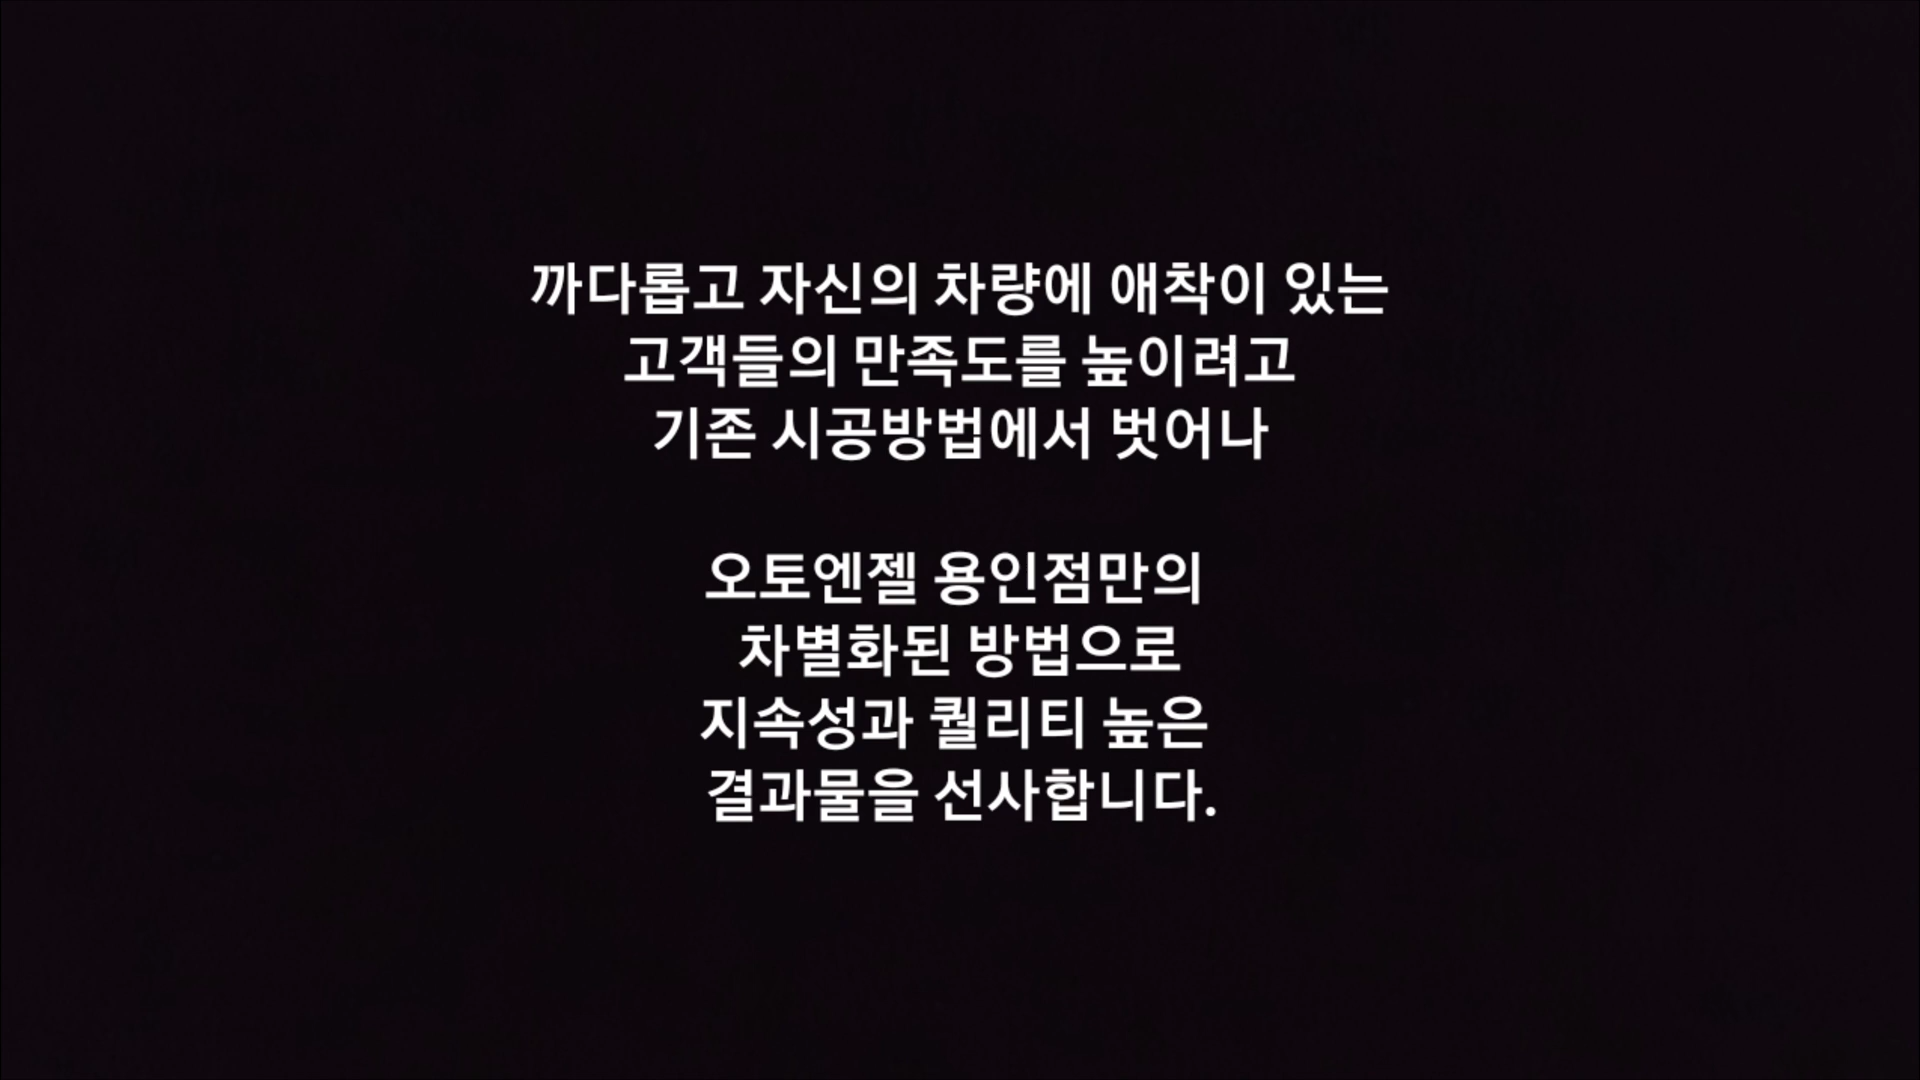 까다롭고 자신의 차량에 애착이 있는
고객들의 만족도를 높이려고
기존 시공방법에서 벗어나
오토엔젤 용인점만의
차별화된 방법으로
지속성과 퀄리티 높은
결과물을 선사합니다.